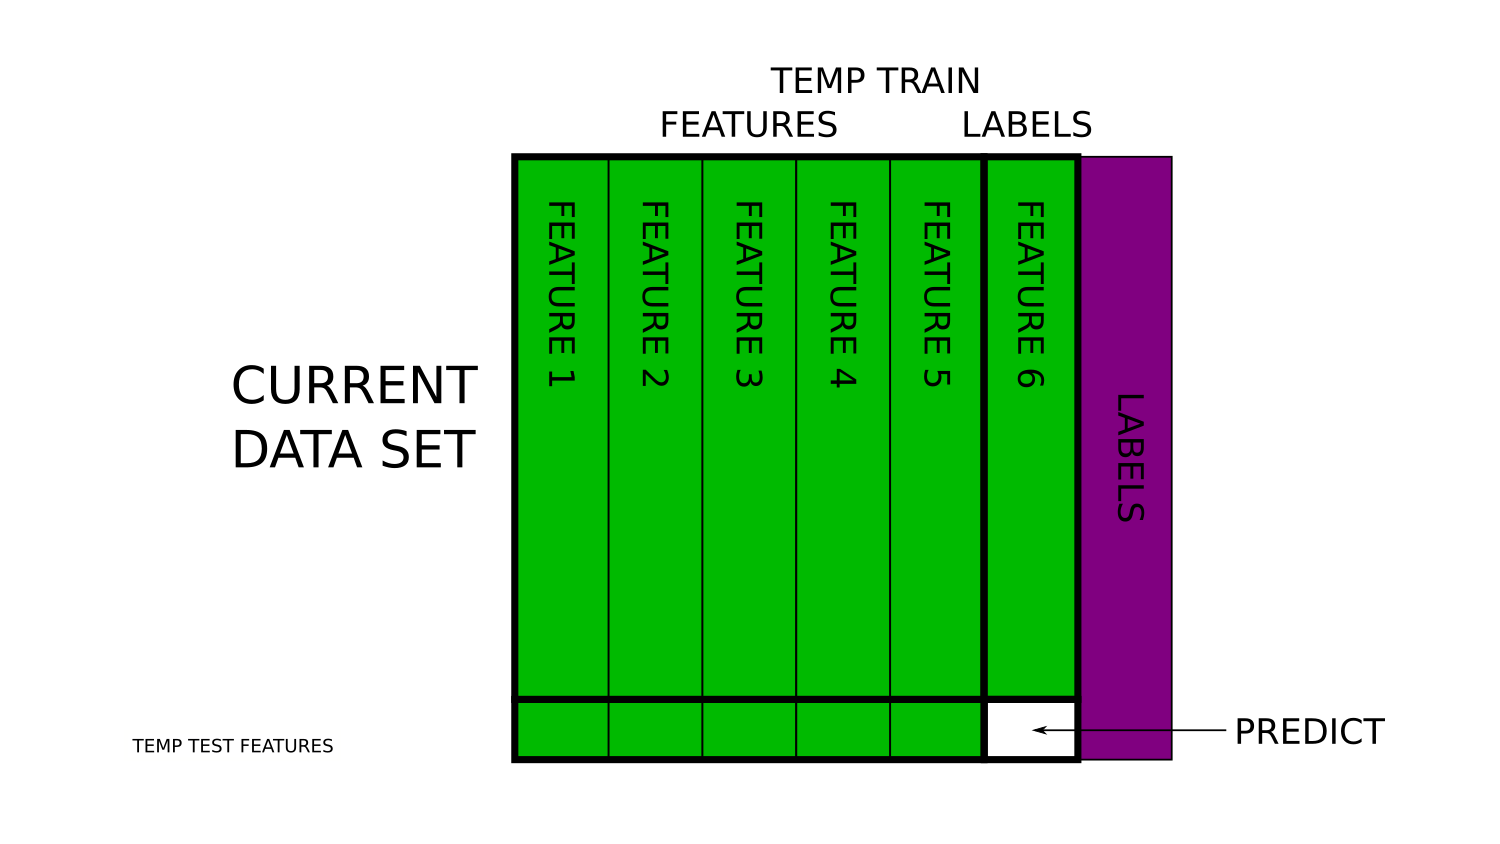 TEMP TRAIN
FEATURES LABELS
FEATURE 1
FEATURE 2
FEATURE 3
FEATURE 4
FEATURE 5
FEATURE 6
LABELS
CURRENT
DATA SET
TEMP TEST FEATURES
PREDICT